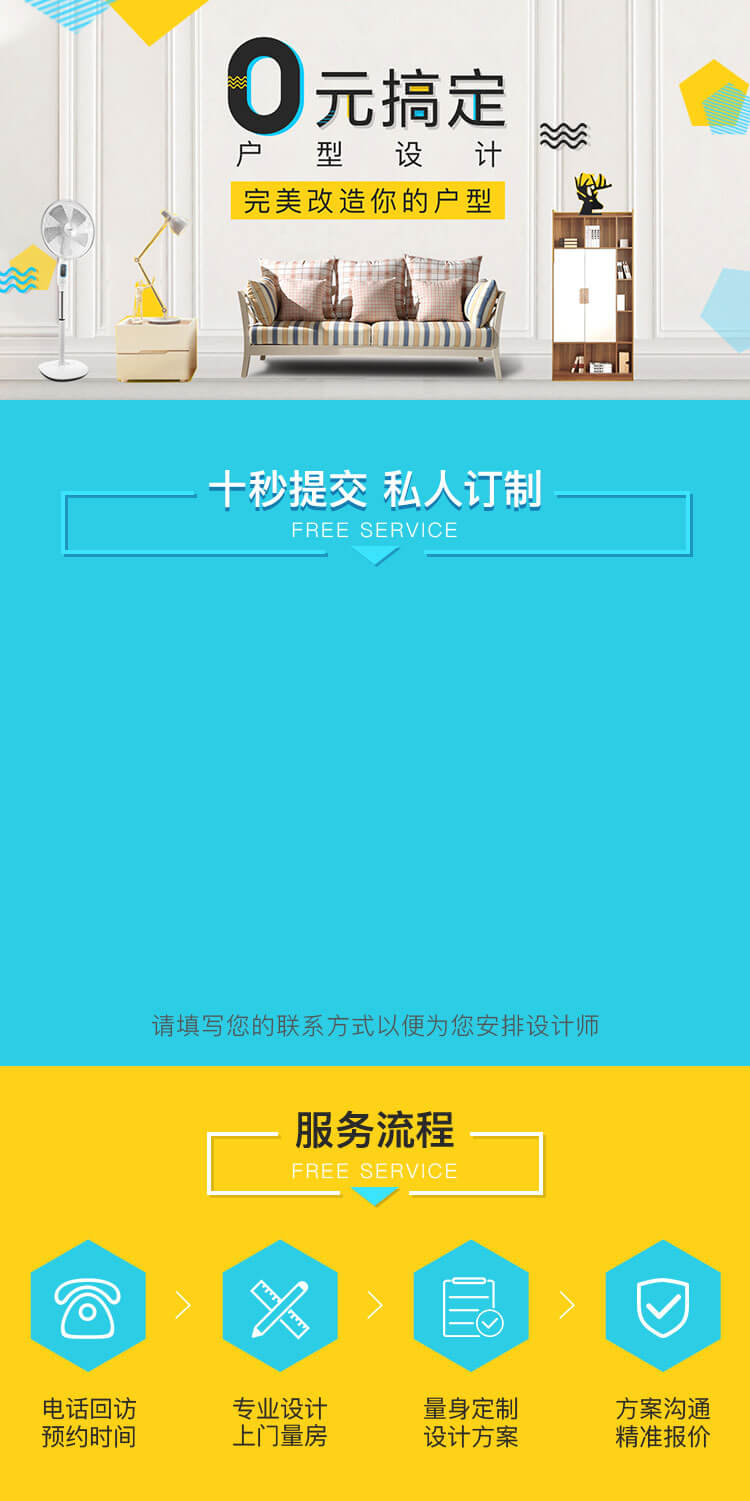 0元搞定
户型设计
完美改造你的户型
十秒提交 私人订制
FREE SERVICE
请填写您的联系方式以便为您安排设计师
服务流程
FREE SERVICE
电话回访
预约时间
专业设计
上门量房
量身定制
设计方案
方案沟通
精准报价